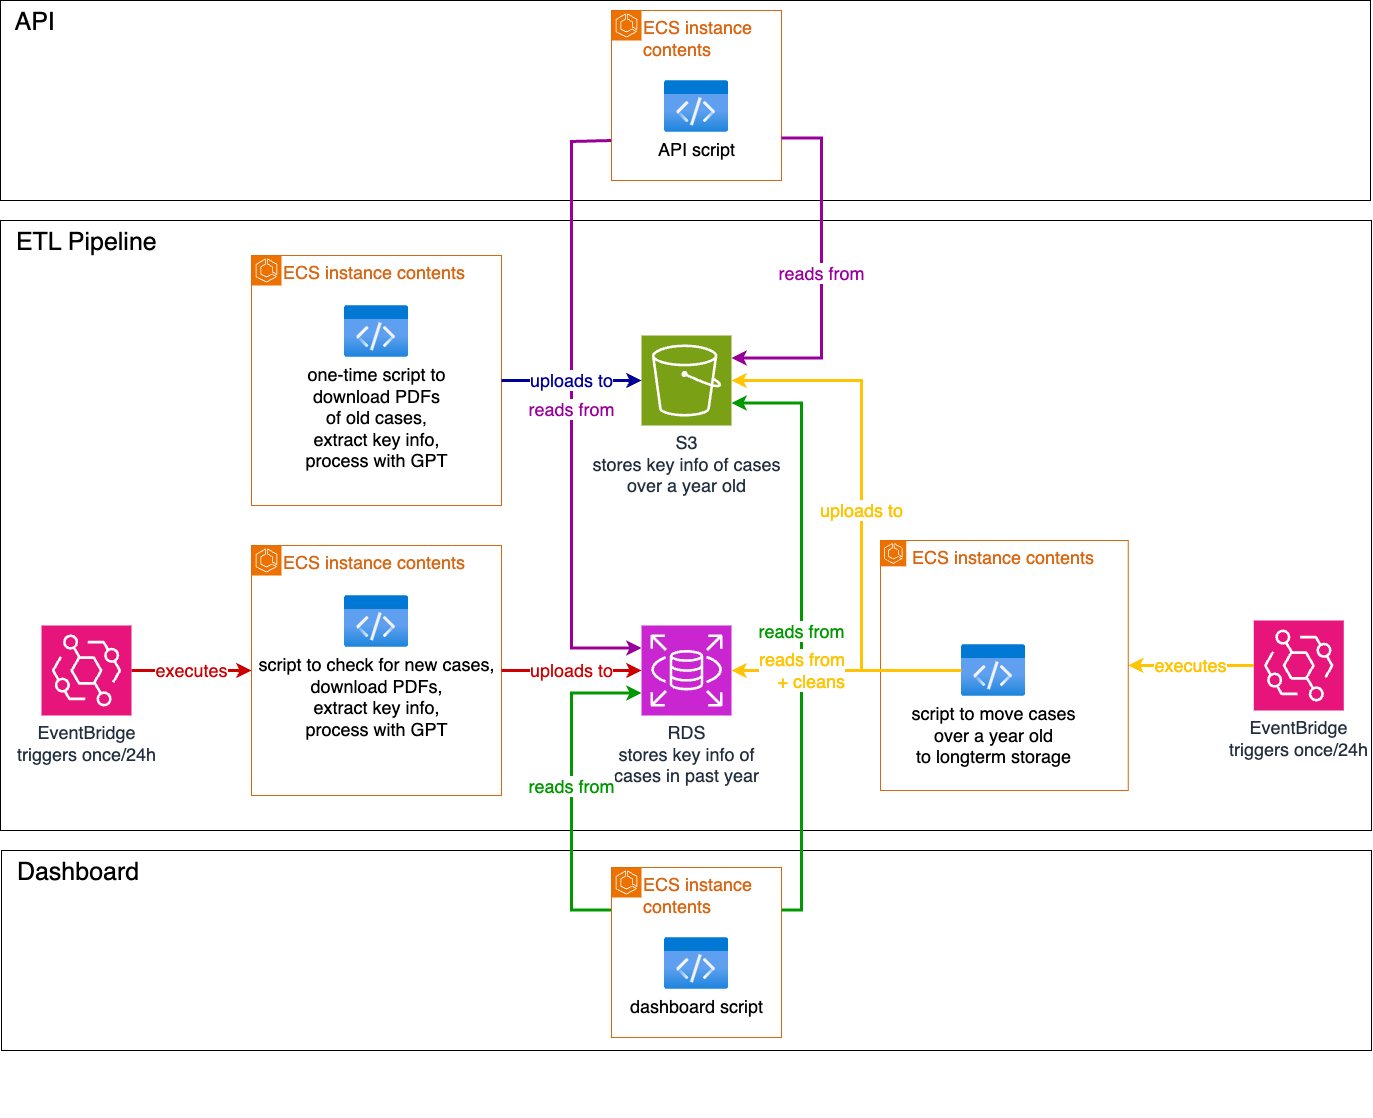 API
ECS instance
contents
API script
ETL Pipeline
ECS instance contents
reads from
one-time script to
download PDFs
of old cases,
extract key info,
process with GPT
uploads to
reads from
S3
stores key info of cases
over a year old
uploads to
ECS instance contents
ECS instance contents
executes
script to check for new cases,
download PDFs,
extract key info,
process with GPT
uploads to
reads from
reads from
+ cleans
executes
EventBridge
triggers once/24h
RDS
stores key info of
cases in past year
script to move cases
over a year old
to longterm storage
EventBridge
triggers once/24h
reads from
Dashboard
ECS instance
contents
dashboard script